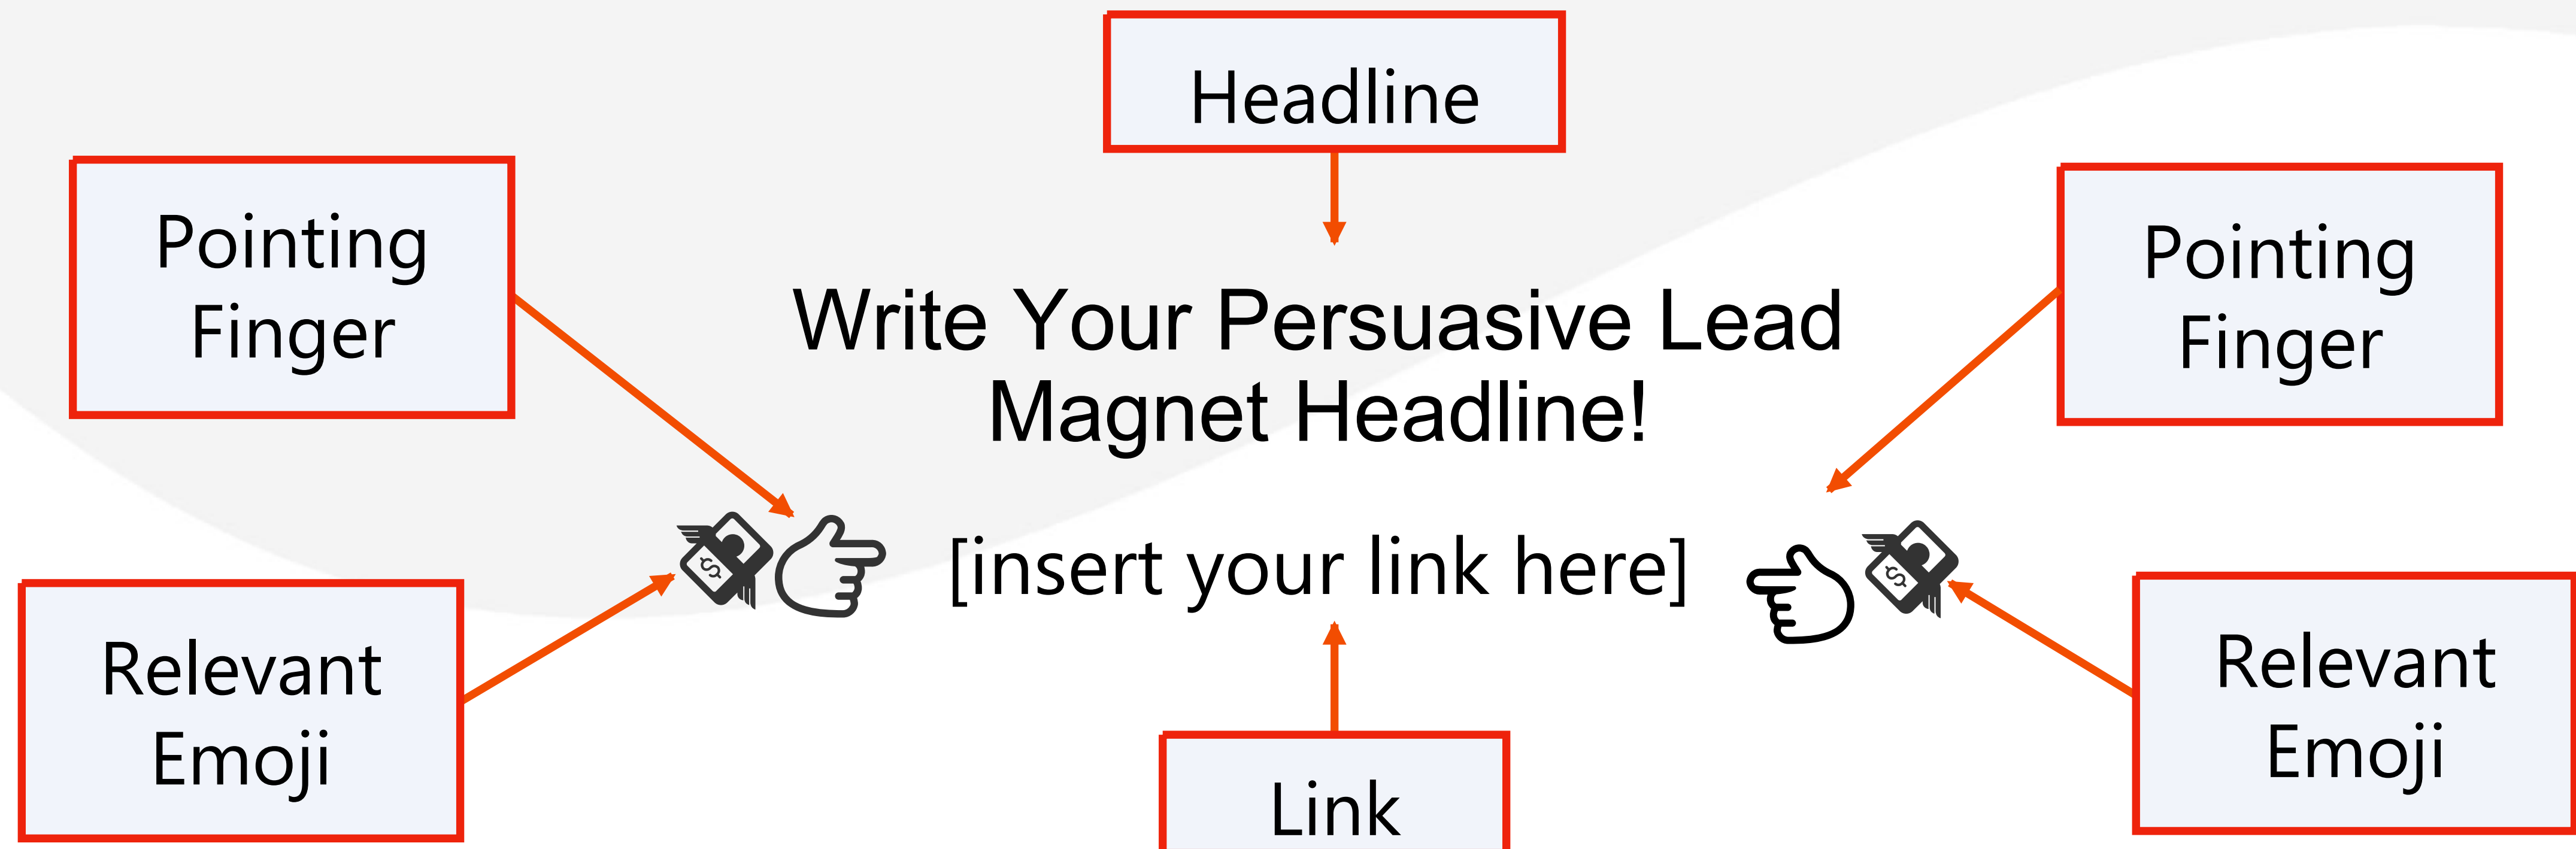 Headline
Pointing
Finger
Pointing
Finger
Write Your Persuasive Lead
Magnet Headline!
$
[insert your link here]
$
Relevant
Emoji
Relevant
Emoji
Link